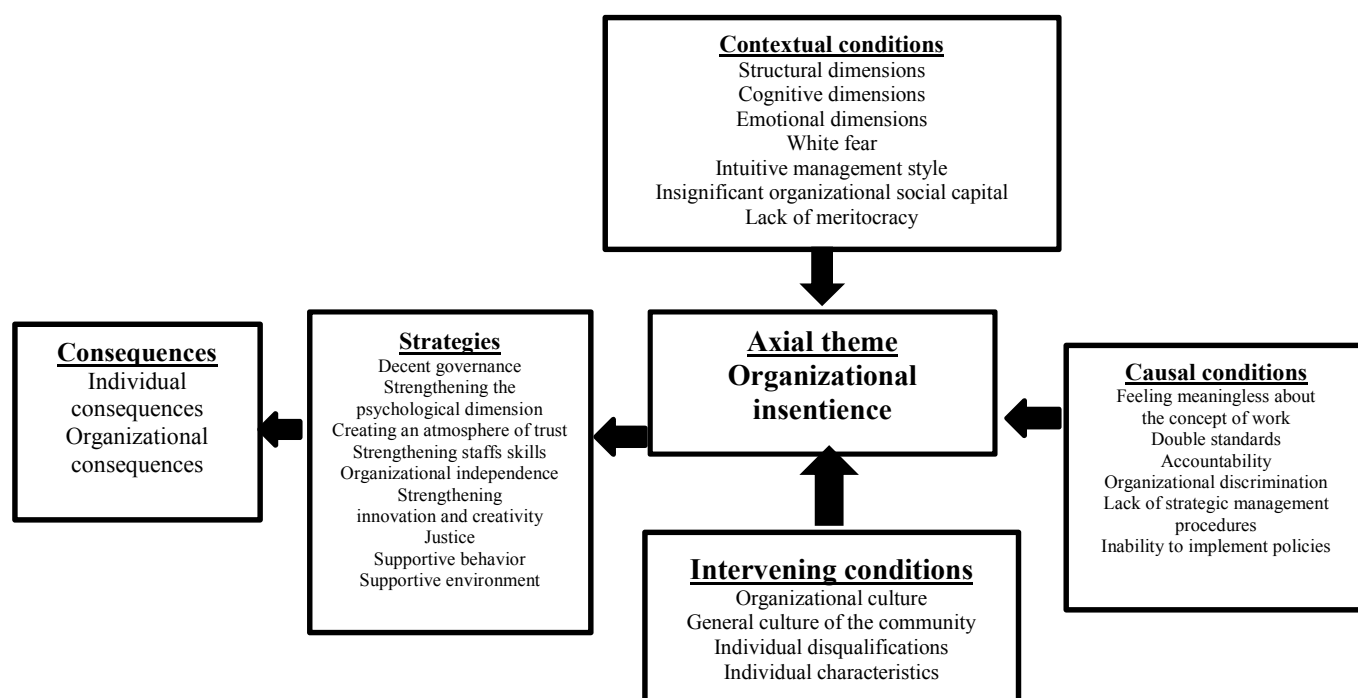 Contextual conditions
Structural dimensions
Cognitive dimensions
Emotional dimensions
White fear
Intuitive management style
Insignificant organizational social capital
Lack of meritocracy
Consequences
Individual
consequences
Organizational
consequences
Strategies
Decent governance
Strengthening the
psychological dimension
Creating an atmosphere of trust
Strengthening staffs skills
Organizational independence
Strengthening
innovation and creativity
Justice
Supportive behavior
Supportive environment
Axial theme
Organizational
insentience
Causal conditions
Feeling meaningless about
the concept of work
Double standards
Accountability
Organizational discrimination
Lack of strategic management
procedures
Inability to implement policies
Intervening conditions
Organizational culture
General culture of the community
Individual disqualifications
Individual characteristics